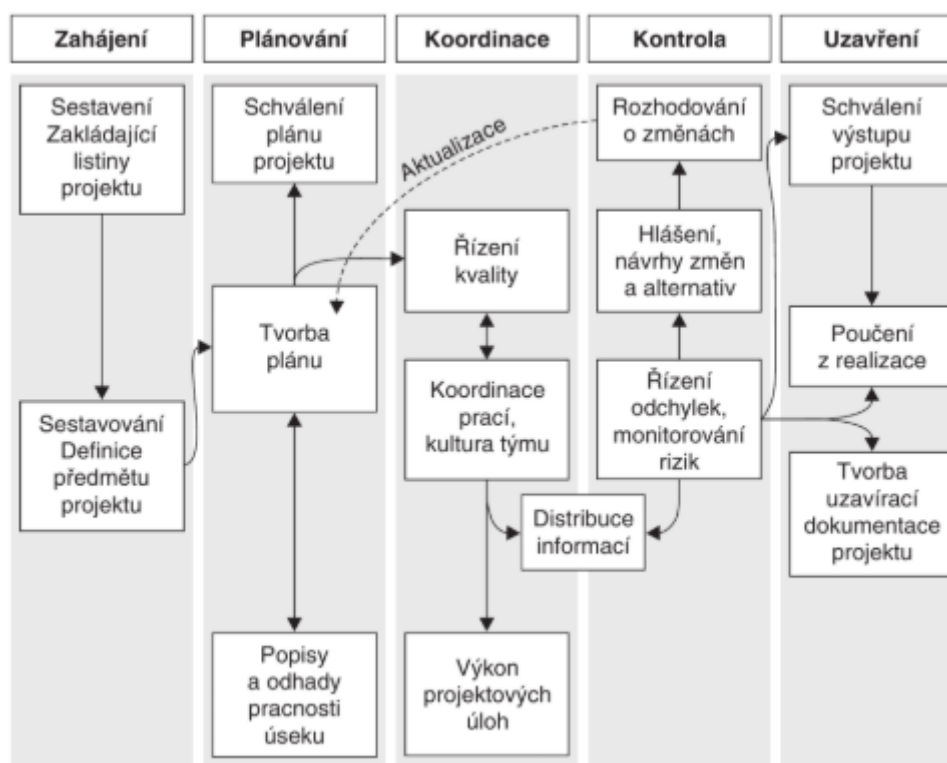 Zahájení
Plánování
Koordinace
Kontrola
Uzavření
Sestavení
Zakládající
listiny
projektu
Sestavování
Definice
předmětu
projektu
Schválení
plánu
projektu
Tvorba
plánu
Popisy
a odhady
pracnosti
úseku
Aktualizace
Řízení
kvality
Koordinace
prací,
kultura týmu
Distribuce
informací
Výkon
projektových
úloh
Rozhodování
o změnách
Hlášení,
návrhy změn
a alternativ
Řízení
odchylek,
monitorování
rizik
Schválení
výstupu
projektu
Poučení
z realizace
Tvorba
uzavírací
dokumentace
projektu